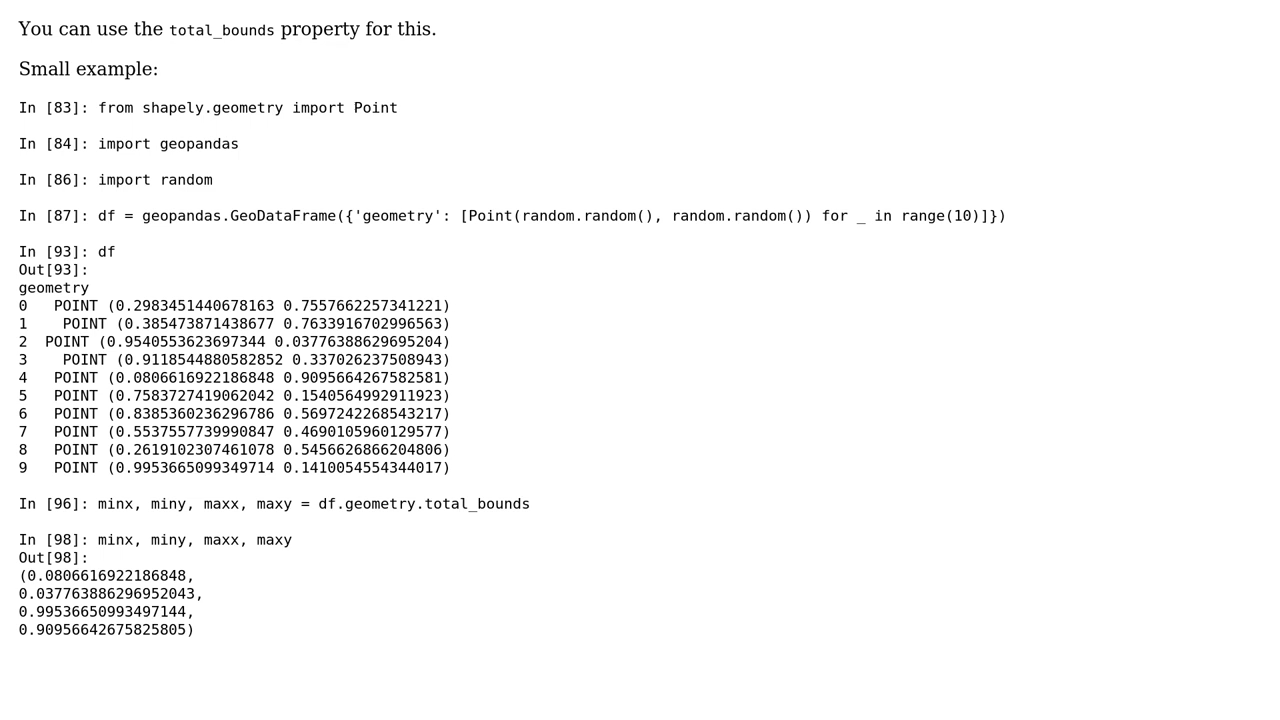 You can use the total_bounds property for this.
Small example:
In [83]: from shapely.geometry import Point
In [84]: import geopandas
In [86]: import random
In [87]: df = geopandas.GeoDataFrame({'geometry': [Point(random.random(), random.random()) for _ in range(10)]})
In [93]: df
Out[93]:
geometry
0   POINT (0.2983451440678163 0.7557662257341221)
1    POINT (0.385473871438677 0.7633916702996563)
2  POINT (0.9540553623697344 0.03776388629695204)
3    POINT (0.9118544880582852 0.337026237508943)
4   POINT (0.0806616922186848 0.9095664267582581)
5   POINT (0.7583727419062042 0.1540564992911923)
6   POINT (0.8385360236296786 0.5697242268543217)
7   POINT (0.5537557739990847 0.4690105960129577)
8   POINT (0.2619102307461078 0.5456626866204806)
9   POINT (0.9953665099349714 0.1410054554344017)
In [96]: minx, miny, maxx, maxy = df.geometry.total_bounds
In [98]: minx, miny, maxx, maxy
Out[98]:
(0.0806616922186848,
0.037763886296952043,
0.99536650993497144,
0.90956642675825805)